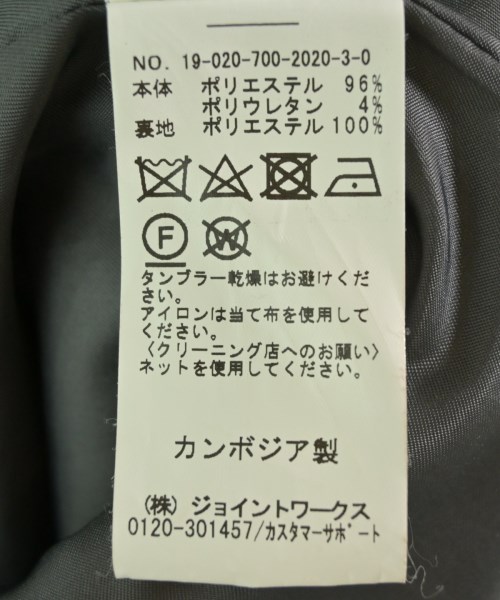 NO. 19-020-700-2020-3-0
本体 ポリエステル 96%
ポリウレタン 4%
裏地 ポリエステル 100%
F
W
タンブラー乾燥はお避けくだ
さい。
アイロンは当て布を使用して
ください。
〈クリーニング店へのお願い〉
ネットを使用してください。
カンボジア製
(株) ジョイントワークス
0120-301457/カスタマーサポート